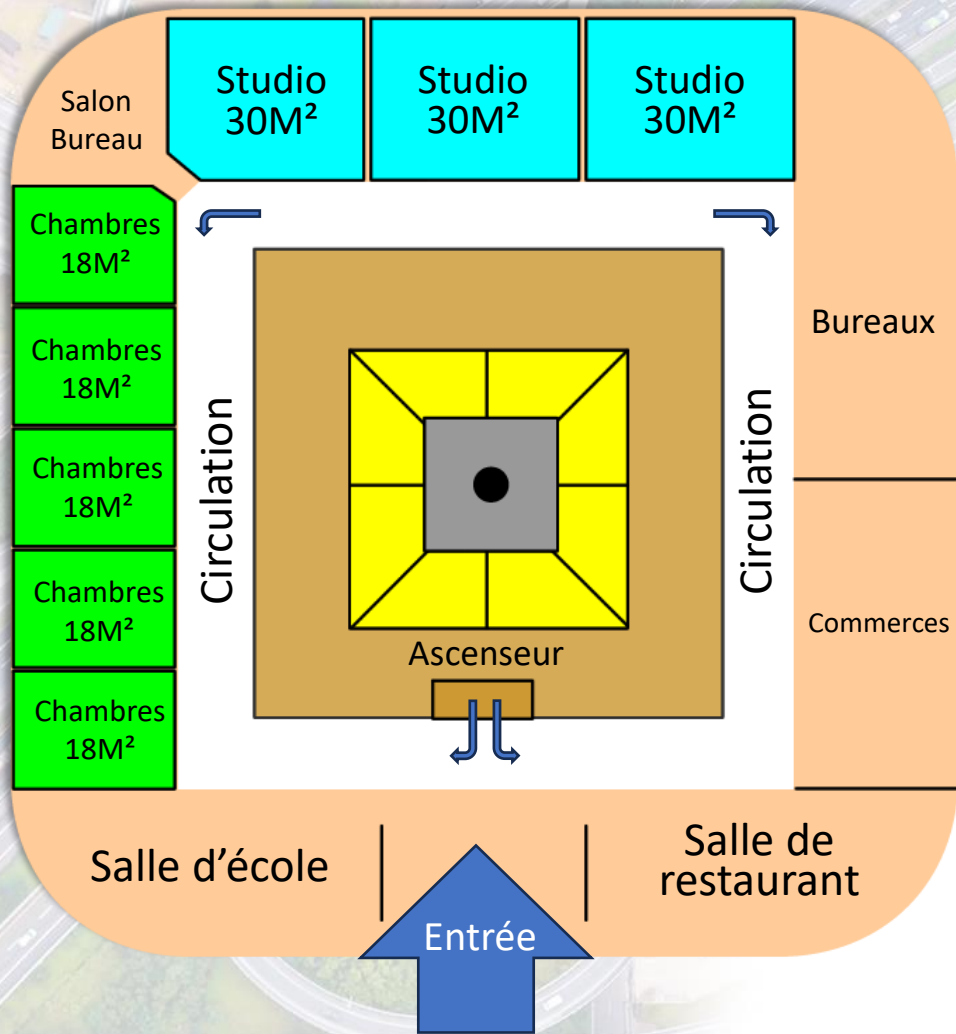 Salon
Bureau
Studio
30M²
Studio
30M²
Studio
30M²
Chambres
18M²
Chambres
18M²
Chambres
18M²
Chambres
18M²
Chambres
18M²
Circulation
Circulation
Ascenseur
Bureaux
Commerces
Salle d’école
Entrée
Salle de
restaurant